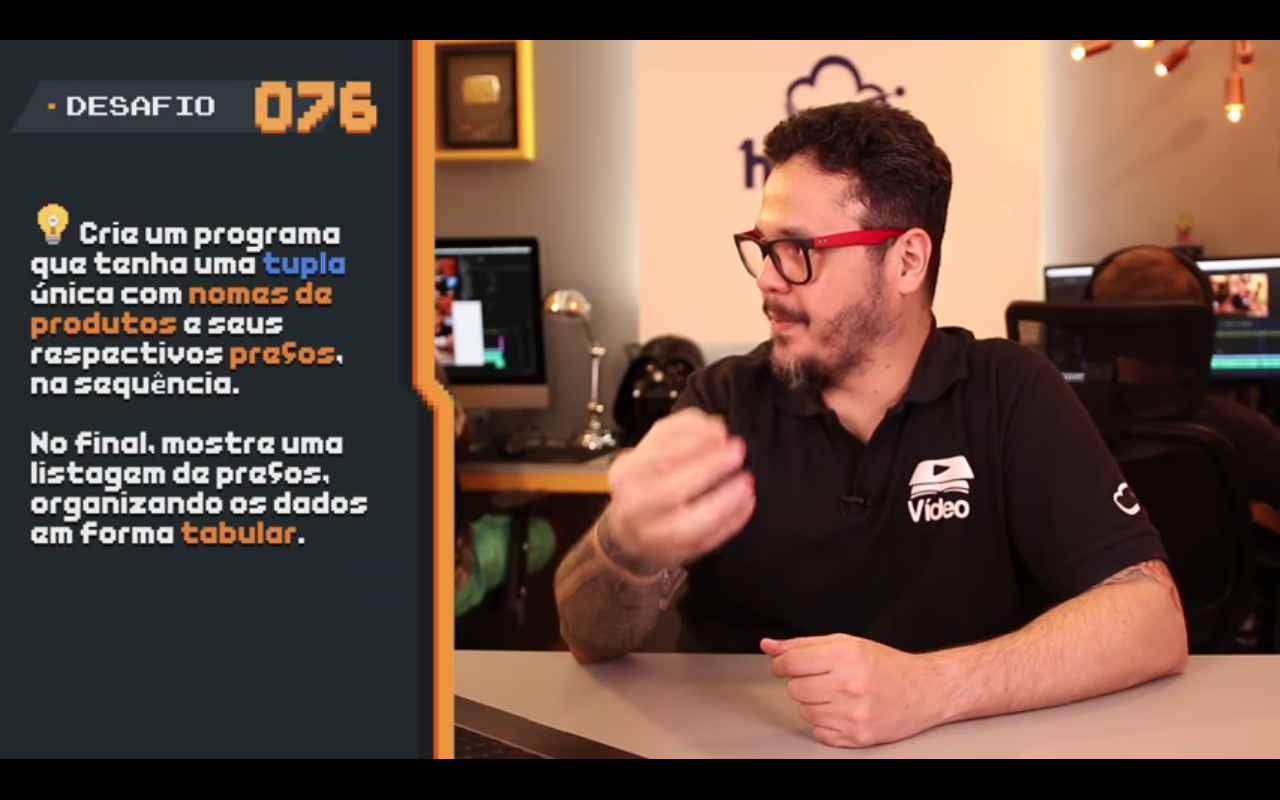 DESAFIO 076
Crie um programa
que tenha uma tupla
única com nomes de
produtos e seus
respectivos preços,
na sequência.
No final, mostre uma
listagem de preços,
organizando os dados
em forma tabular.
Vídeo